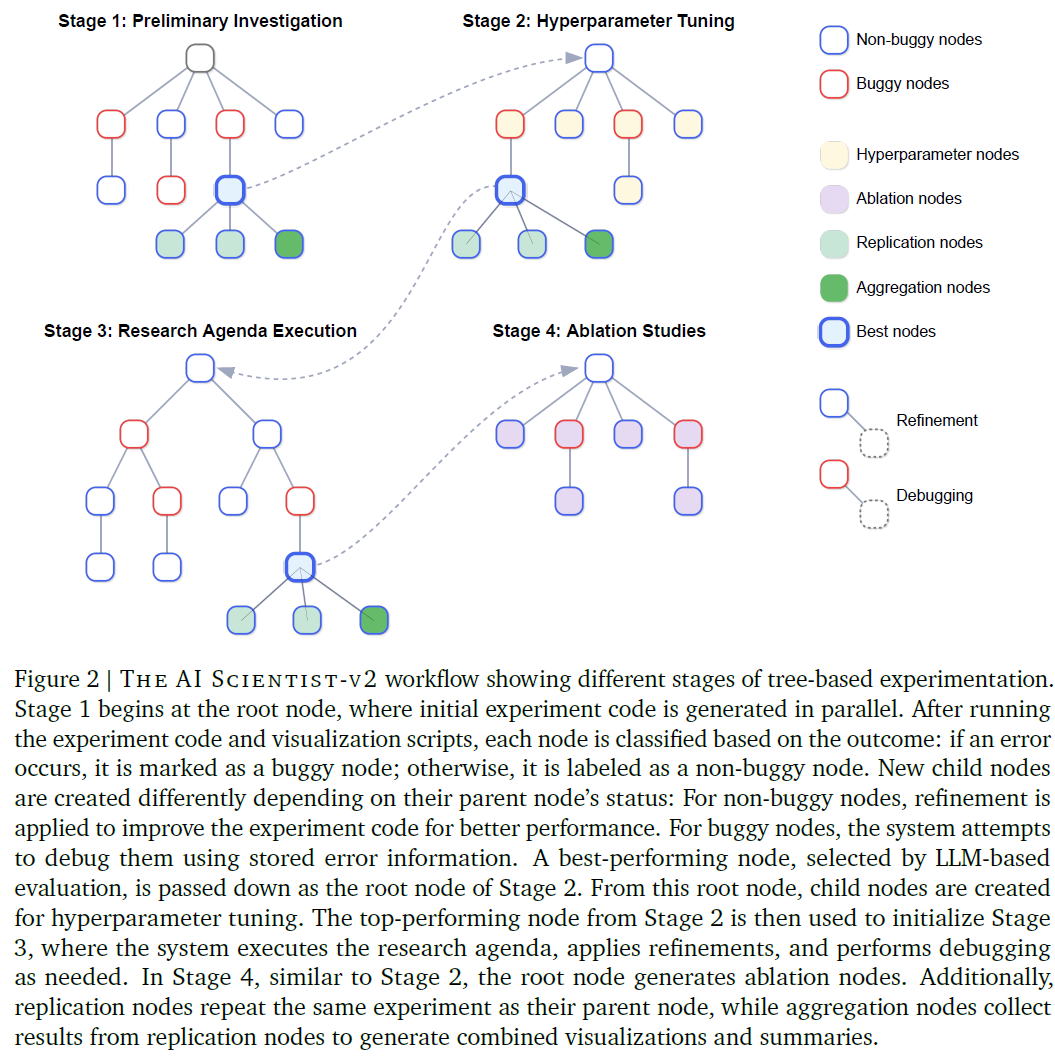 Stage 1: Preliminary Investigation
Stage 2: Hyperparameter Tuning
Non-buggy nodes
Buggy nodes
Hyperparameter nodes
Ablation nodes
Replication nodes
Aggregation nodes
Best nodes
Stage 3: Research Agenda Execution
Stage 4: Ablation Studies
Refinement
Debugging
Figure 2 | THE AI SCIENTIST-V2 workflow showing different stages of tree-based experimentation.
Stage 1 begins at the root node, where initial experiment code is generated in parallel. After running
the experiment code and visualization scripts, each node is classified based on the outcome: if an error
occurs, it is marked as a buggy node; otherwise, it is labeled as a non-buggy node. New child nodes
are created differently depending on their parent node's status: For non-buggy nodes, refinement is
applied to improve the experiment code for better performance. For buggy nodes, the system attempts
to debug them using stored error information. A best-performing node, selected by LLM-based
evaluation, is passed down as the root node of Stage 2. From this root node, child nodes are created
for hyperparameter tuning. The top-performing node from Stage 2 is then used to initialize Stage
3, where the system executes the research agenda, applies refinements, and performs debugging
as needed. In Stage 4, similar to Stage 2, the root node generates ablation nodes. Additionally,
replication nodes repeat the same experiment as their parent node, while aggregation nodes collect
results from replication nodes to generate combined visualizations and summaries.